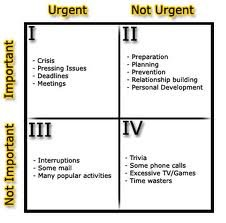 Urgent
Not Urgent
Important
I
- Crisis
- Pressing Issues
- Deadlines
- Meetings
II
- Preparation
- Planning
- Prevention
- Relationship building
- Personal Development
Not Important
III
- Interruptions
- Some mail
- Many popular activities
IV
- Trivia
- Some phone calls
- Excessive TV/Games
- Time wasters